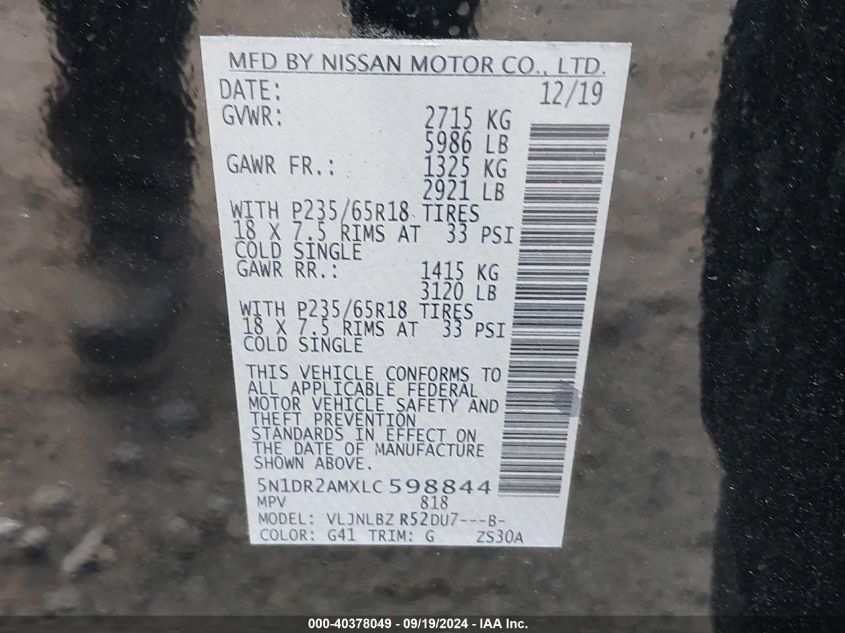 MFD BY NISSAN MOTOR CO., LTD.
DATE: 12/19
GVWR: 2715 KG
5986 LB
GAWR FR.: 1325 KG
2921 LB
WITH P235/65R18 TIRES
18 X 7.5 RIMS AT 33 PSI
COLD SINGLE
GAWR RR.: 1415 KG
3120 LB
WITH P235/65R18 TIRES
18 X 7.5 RIMS AT 33 PSI
COLD SINGLE
THIS VEHICLE CONFORMS TO
ALL APPLICABLE FEDERAL
MOTOR VEHICLE SAFETY AND
THEFT PREVENTION
STANDARDS IN EFFECT ON
THE DATE OF MANUFACTURE
SHOWN ABOVE.
5N1DR2AMXLC598844
MPV 818
MODEL: VLJNLBZ R52DU7---B-
COLOR: G41 TRIM: G ZS30A
000-40378049 - 09/19/2024 - IAA Inc.